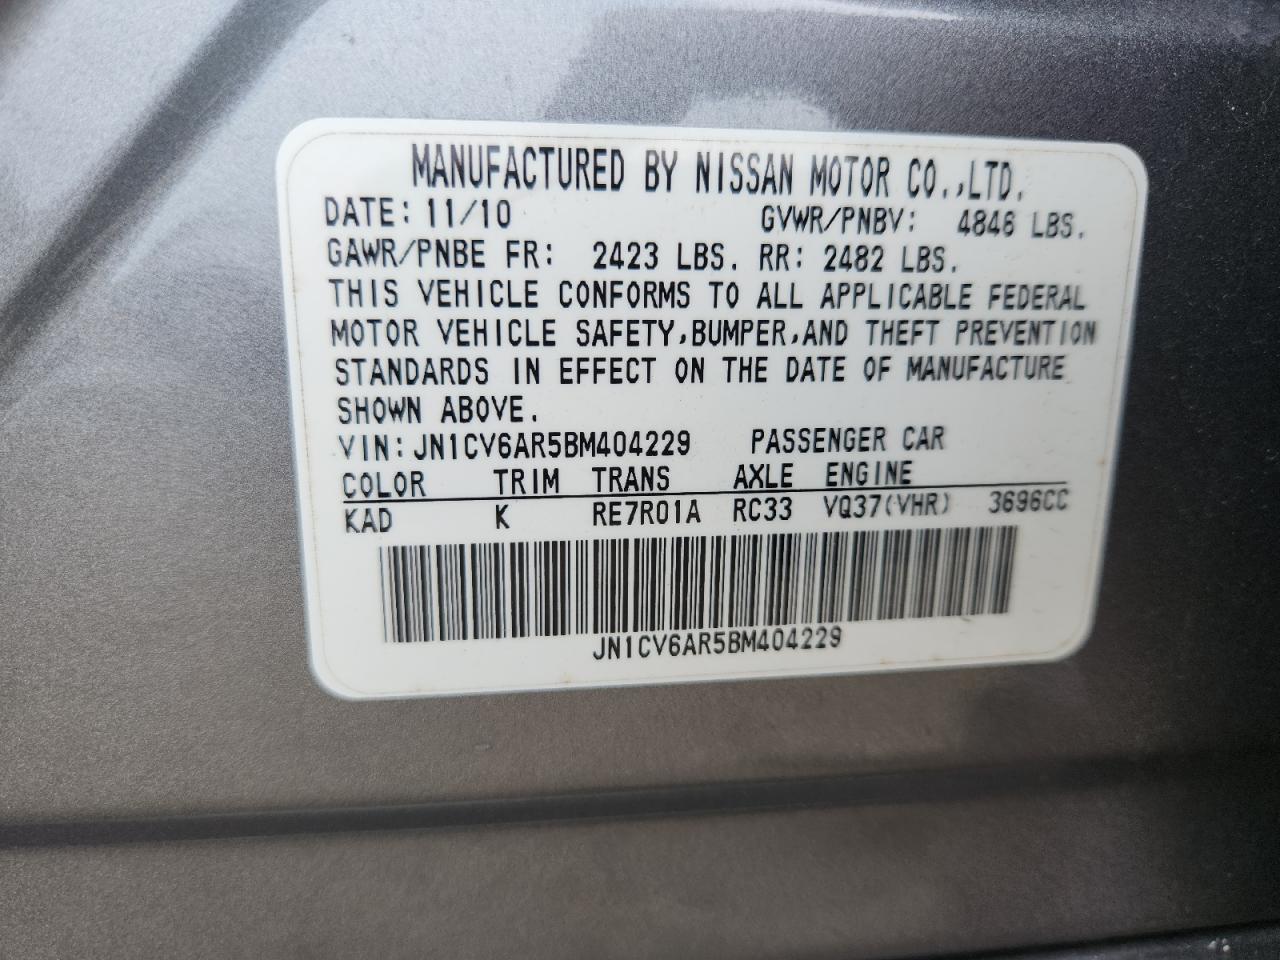 MANUFACTURED BY NISSAN MOTOR CO.,LTD.
DATE: 11/10 GVWR/PNBV: 4846 LBS.
GAWR/PNBE FR: 2423 LBS. RR: 2482 LBS.
THIS VEHICLE CONFORMS TO ALL APPLICABLE FEDERAL
MOTOR VEHICLE SAFETY,BUMPER,AND THEFT PREVENTION
STANDARDS IN EFFECT ON THE DATE OF MANUFACTURE
SHOWN ABOVE.
VIN:JN1CV6AR5BM404229 PASSENGER CAR
COLOR TRIM TRANS AXLE ENGINE
KAD K RE7R01A RC33 VQ37(VHR) 3696CC
JN1CV6AR5BM404229